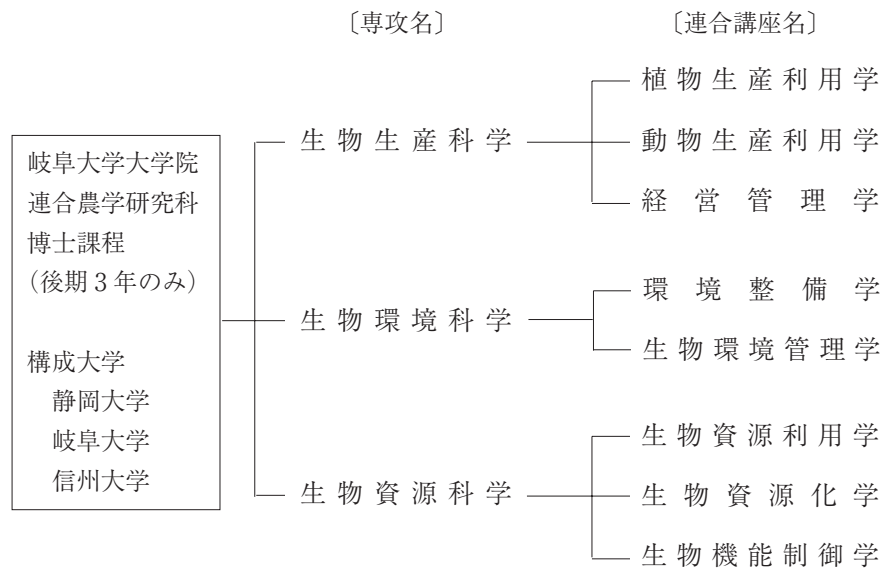 〔専攻名〕
〔連合講座名〕
岐阜大学大学院
連合農学研究科
博士課程
（後期３年のみ）
構成大学
静岡大学
岐阜大学
信州大学
生物生産科学
植物生産利用学
動物生産利用学
経営管理学
生物環境科学
環境整備学
生物環境管理学
生物資源科学
生物資源利用学
生物資源化学
生物機能制御学